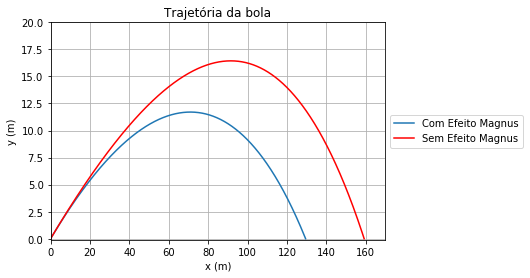 Trajetória da bola
y (m)
20.0
17.5
15.0
12.5
10.0
7.5
5.0
2.5
0.0
0 20 40 60 80 100 120 140 160
x (m)
Com Efeito Magnus
Sem Efeito Magnus